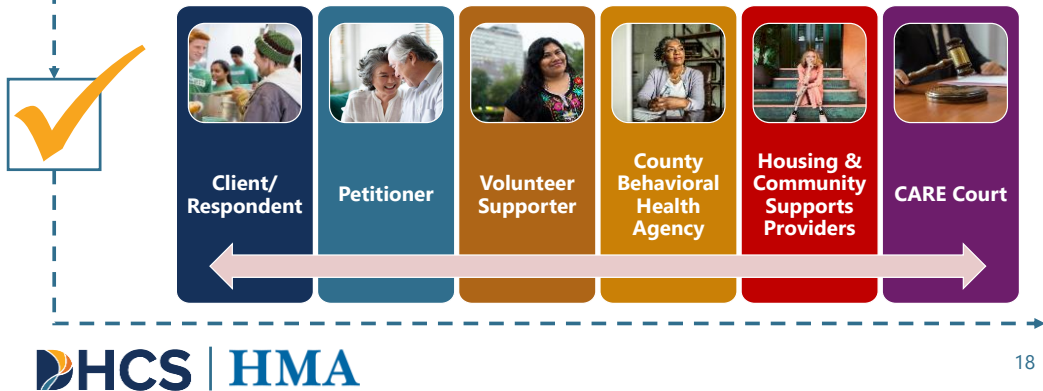 Client/
Respondent
Petitioner
Volunteer
Supporter
County
Behavioral
Health
Agency
Housing &
Community
Supports
Providers
CARE Court
DHCS | HMA
18